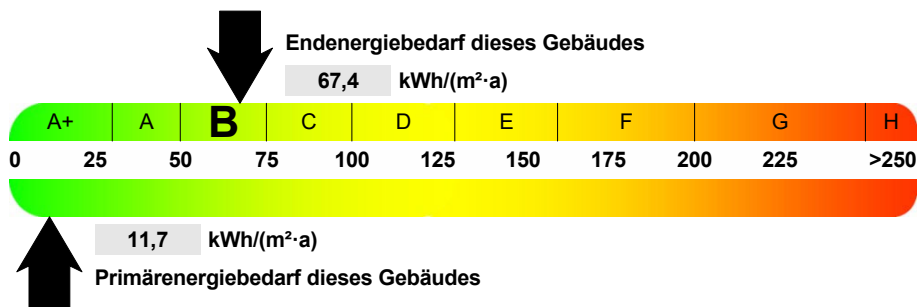 Endenergiebedarf dieses Gebäudes
67,4 kWh/(m²·a)
A+ A B C D E F G H
0 25 50 75 100 125 150 175 200 225 >250
11,7 kWh/(m²·a)
Primärenergiebedarf dieses Gebäudes